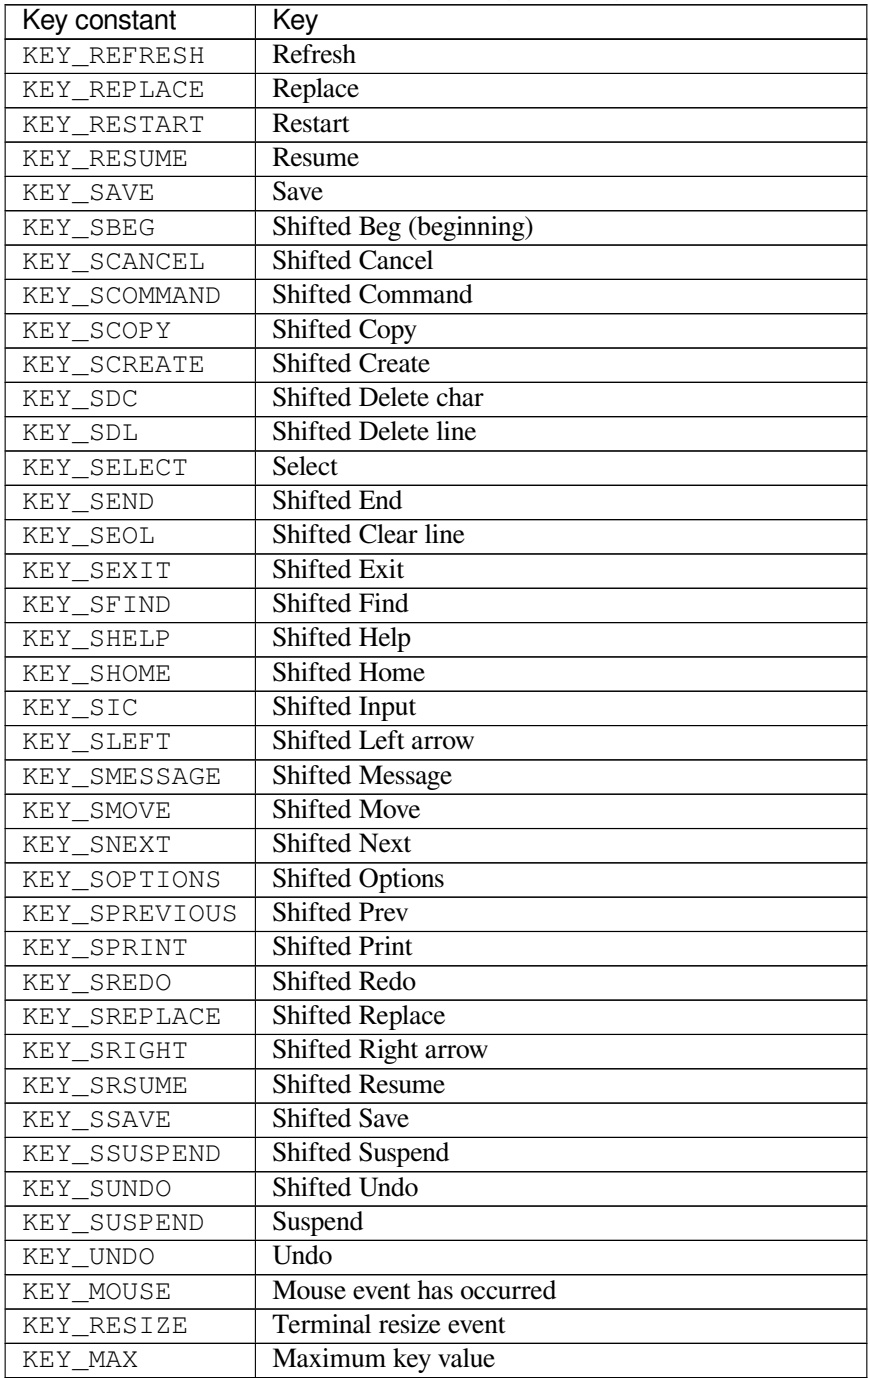 Key constant Key
KEY_REFRESH Refresh
KEY_REPLACE Replace
KEY_RESTART Restart
KEY_RESUME Resume
KEY_SAVE Save
KEY_SBEG Shifted Beg (beginning)
KEY_SCANCEL Shifted Cancel
KEY_SCOMMAND Shifted Command
KEY_SCOPY Shifted Copy
KEY_SCREATE Shifted Create
KEY_SDC Shifted Delete char
KEY_SDL Shifted Delete line
KEY_SELECT Select
KEY_SEND Shifted End
KEY_SEOL Shifted Clear line
KEY_SEXIT Shifted Exit
KEY_SFIND Shifted Find
KEY_SHELP Shifted Help
KEY_SHOME Shifted Home
KEY_SIC Shifted Input
KEY_SLEFT Shifted Left arrow
KEY_SMESSAGE Shifted Message
KEY_SMOVE Shifted Move
KEY_SNEXT Shifted Next
KEY_SOPTIONS Shifted Options
KEY_SPREVIOUS Shifted Prev
KEY_SPRINT Shifted Print
KEY_SREDO Shifted Redo
KEY_SREPLACE Shifted Replace
KEY_SRIGHT Shifted Right arrow
KEY_SRSUME Shifted Resume
KEY_SSAVE Shifted Save
KEY_SSUSPEND Shifted Suspend
KEY_SUNDO Shifted Undo
KEY_SUSPEND Suspend
KEY_UNDO Undo
KEY_MOUSE Mouse event has occurred
KEY_RESIZE Terminal resize event
KEY_MAX Maximum key value